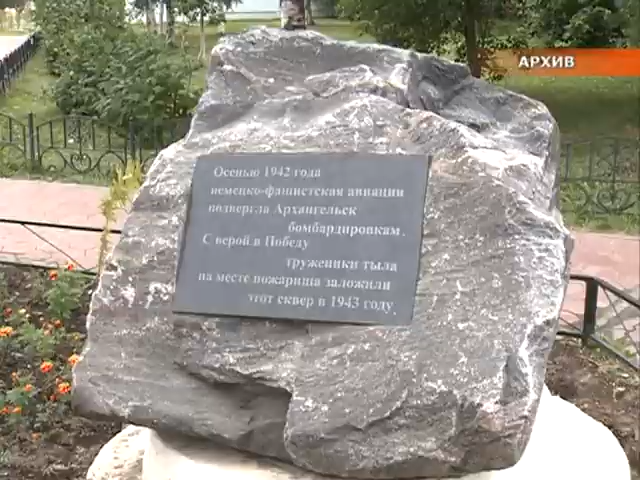 АРХИВ
Осенью 1942 года
немецко-фашистская авиация
подвергла Архангельск
бомбардировкам.
С верой в Победу
труженики тыла
на месте пожарища заложили
этот сквер в 1943 году.